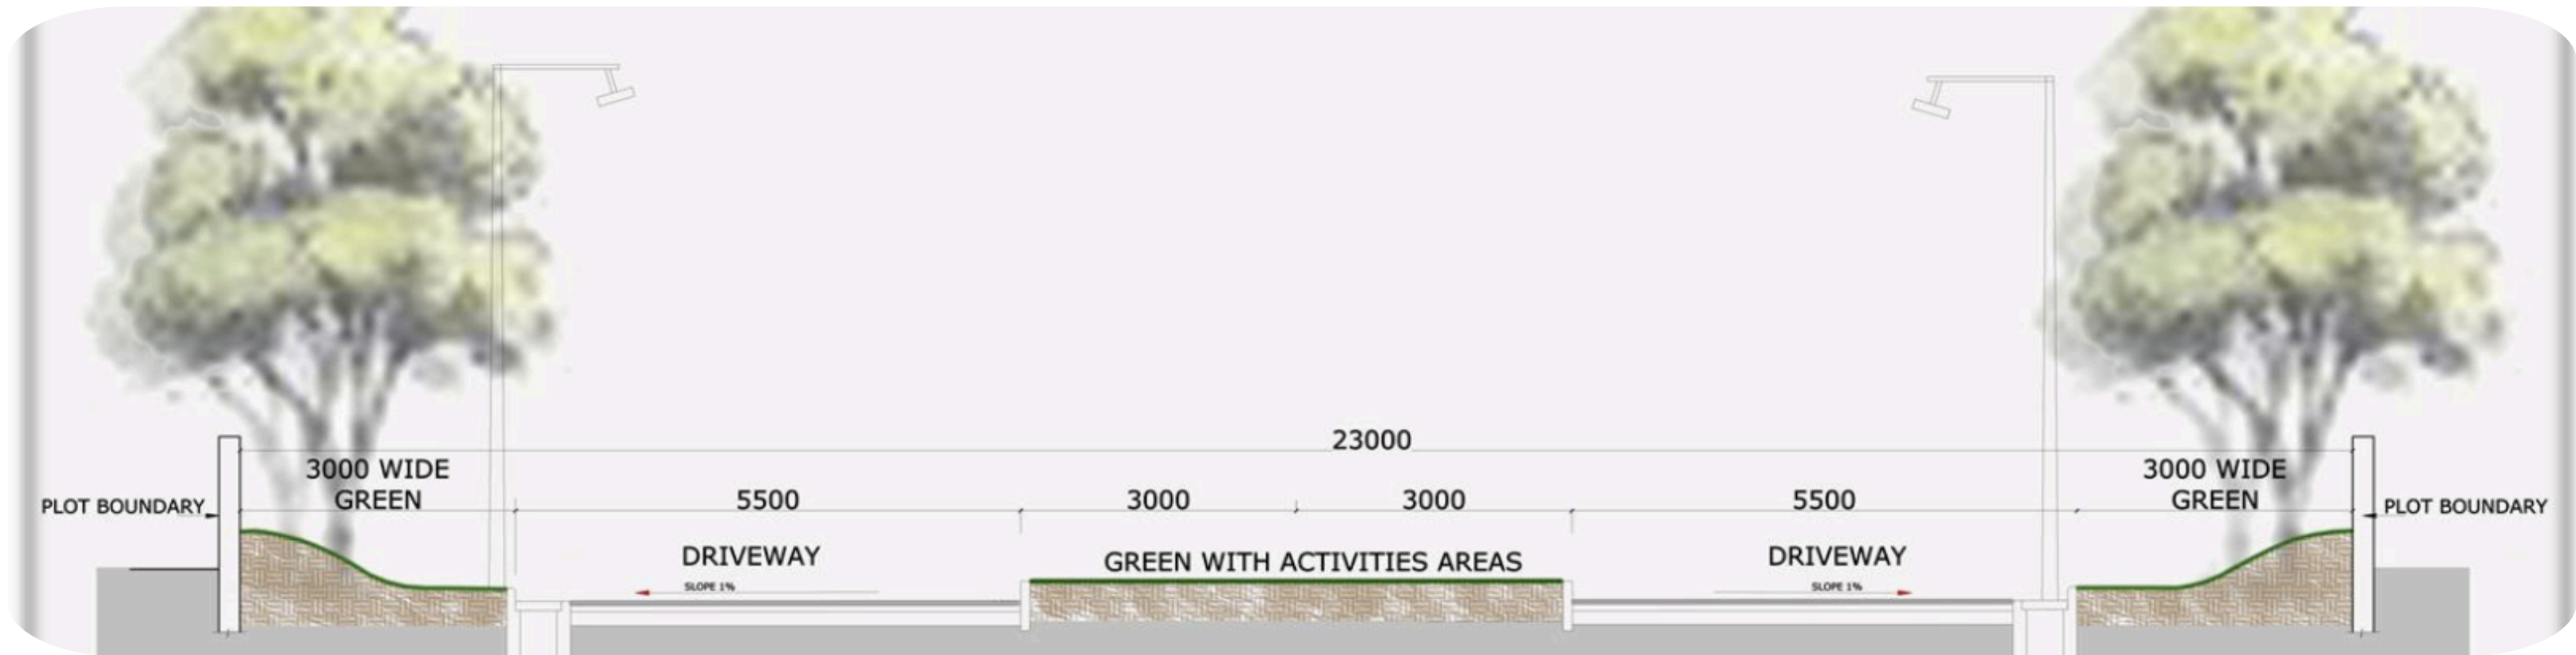 23000
3000 WIDE
GREEN
3000 WIDE
GREEN
PLOT BOUNDARY
5500
3000
3000
5500
PLOT BOUNDARY
DRIVEWAY
GREEN WITH ACTIVITIES AREAS
DRIVEWAY
SLOPE 1%
SLOPE 1%